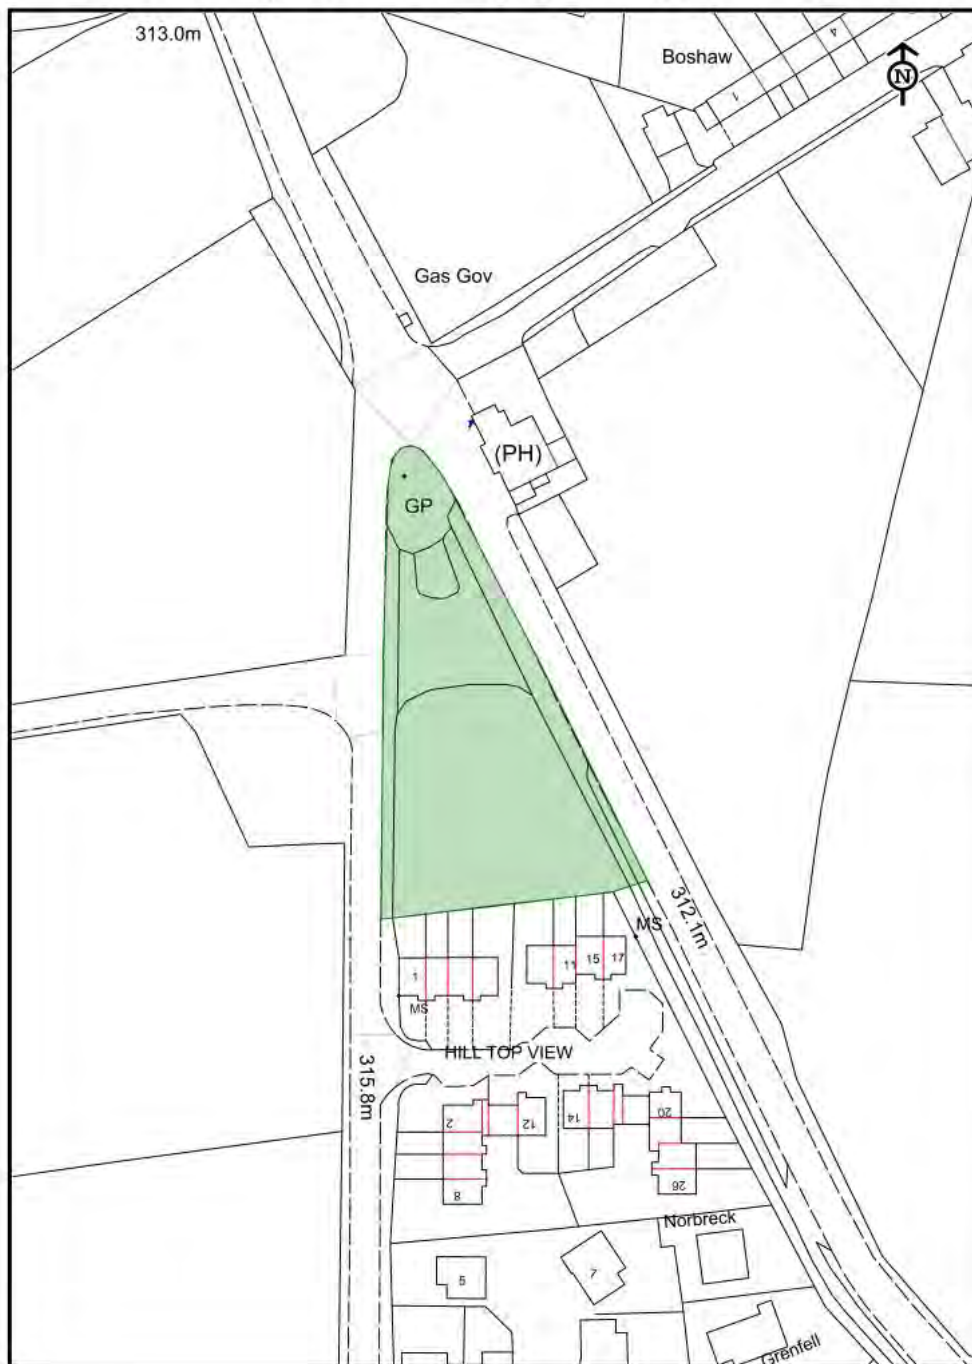 313.0m
Boshaw
4
N
1
Gas Gov
(PH)
GP
312.1m
MS
1
11
15
17
MS
HILL TOP VIEW
315.8m
2
12
14
20
8
26
Norbreck
5
7
Grenfell